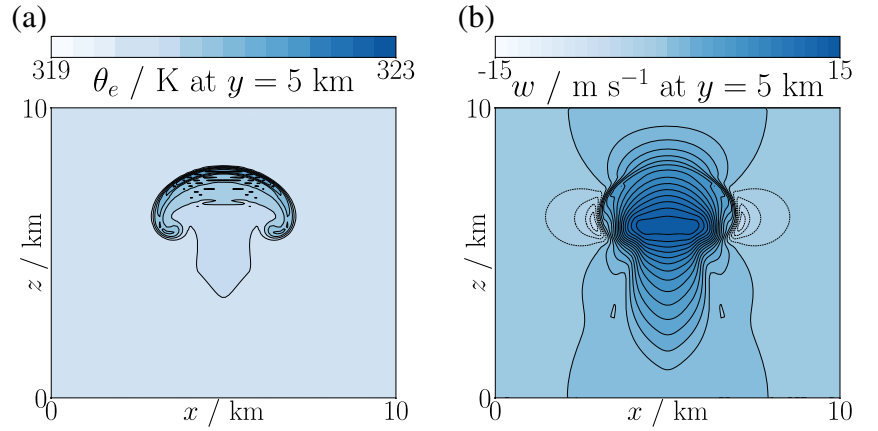 (a)
319 323
θ_e / K at y = 5 km
10
z / km
0
0 x / km 10
(b)
-15 15
w / m s⁻¹ at y = 5 km
10
z / km
0
0 x / km 10